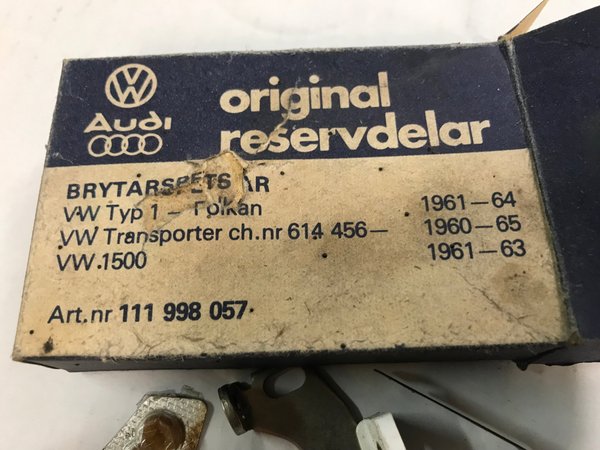 VW
Audi
original
reservdelar
BRYTARSPETSAR
VW Typ 1 – Folkan 1961–64
VW Transporter ch.nr 614 456– 1960–65
VW 1500 1961–63
Art.nr 111 998 057